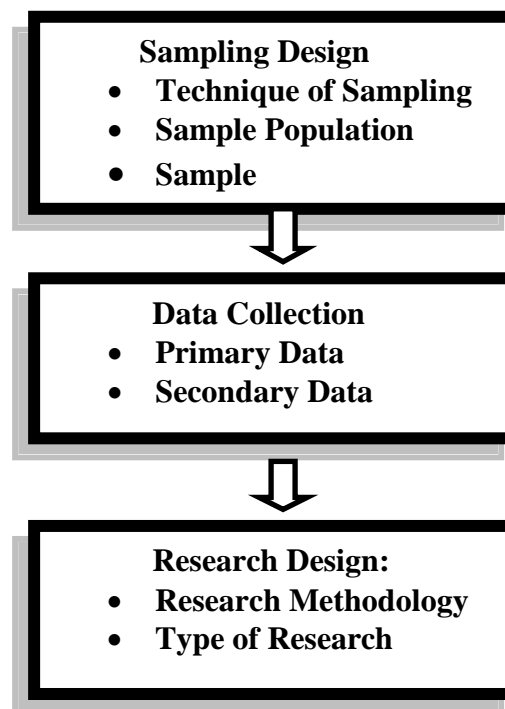 Sampling Design
• Technique of Sampling
• Sample Population
• Sample
Data Collection
• Primary Data
• Secondary Data
Research Design:
• Research Methodology
• Type of Research